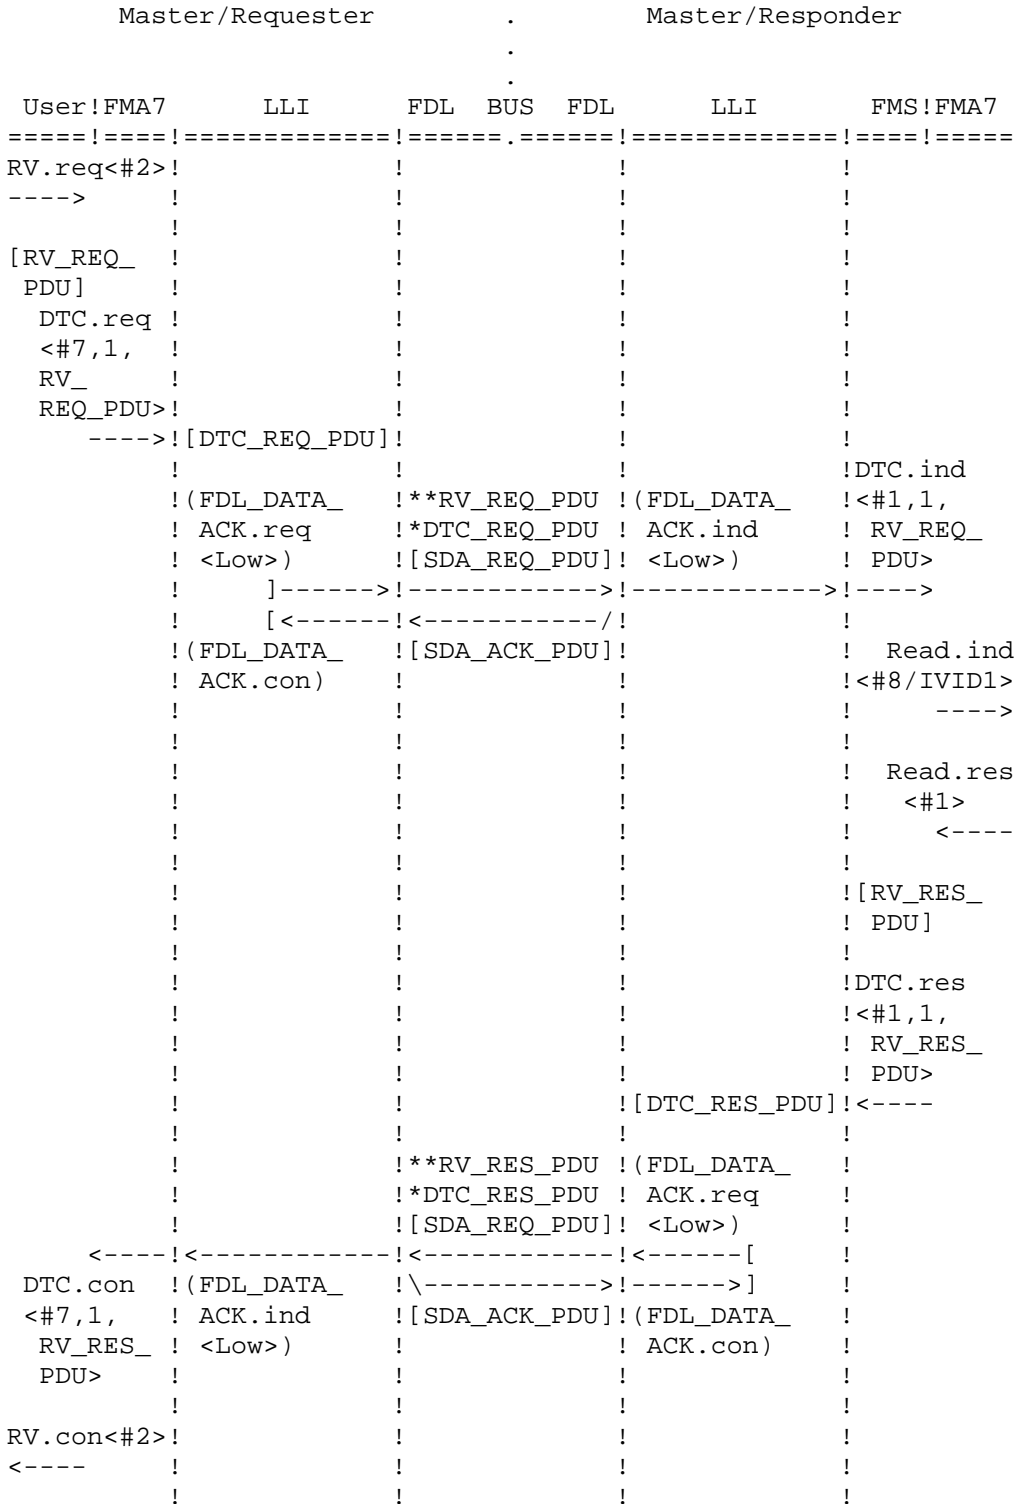 Master/Requester         .        Master/Responder
                                 .
                                 .
 User!FMA7      LLI      FDL  BUS  FDL      LLI       FMS!FMA7
=====!====!=============!======.======!=============!====!=====
RV.req<#2>!             !             !             !
---->     !             !             !             !
          !             !             !             !
[RV_REQ_  !             !             !             !
 PDU]     !             !             !             !
  DTC.req !             !             !             !
  <#7,1,  !             !             !             !
  RV_     !             !             !             !
  REQ_PDU>!             !             !             !
     ---->![DTC_REQ_PDU]!             !             !
          !             !             !             !DTC.ind
          !(FDL_DATA_   !**RV_REQ_PDU !(FDL_DATA_   !<#1,1,
          ! ACK.req     !*DTC_REQ_PDU ! ACK.ind     ! RV_REQ_
          ! <Low>)      ![SDA_REQ_PDU]! <Low>)      ! PDU>
          !     ]------>!------------>!------------>!---->
          !     [<------!<-----------/!             !
          !(FDL_DATA_   ![SDA_ACK_PDU]!             !  Read.ind
          ! ACK.con)    !             !             !<#8/IVID1>
          !             !             !             !     ---->
          !             !             !             !
          !             !             !             !  Read.res
          !             !             !             !   <#1>
          !             !             !             !     <----
          !             !             !             !
          !             !             !             ![RV_RES_
          !             !             !             ! PDU]
          !             !             !             !
          !             !             !             !DTC.res
          !             !             !             !<#1,1,
          !             !             !             ! RV_RES_
          !             !             !             ! PDU>
          !             !             ![DTC_RES_PDU]!<----
          !             !             !             !
          !             !**RV_RES_PDU !(FDL_DATA_   !
          !             !*DTC_RES_PDU ! ACK.req     !
          !             ![SDA_REQ_PDU]! <Low>)      !
     <----!<------------!<------------!<------[     !
 DTC.con  !(FDL_DATA_   !\----------->!------>]     !
 <#7,1,   ! ACK.ind     ![SDA_ACK_PDU]!(FDL_DATA_   !
  RV_RES_ ! <Low>)      !             ! ACK.con)    !
  PDU>    !             !             !             !
          !             !             !             !
RV.con<#2>!             !             !             !
<----     !             !             !             !
          !             !             !             !